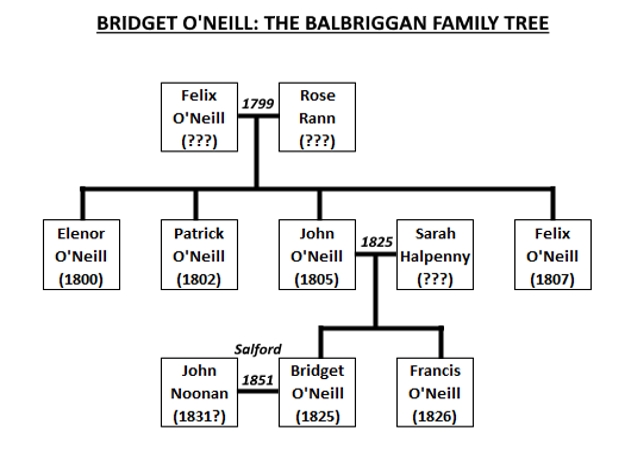 BRIDGET O'NEILL: THE BALBRIGGAN FAMILY TREE
Felix
O'Neill
(???)
1799
Rose
Rann
(???)
Elenor
O'Neill
(1800)
Patrick
O'Neill
(1802)
John
O'Neill
(1805)
1825
Sarah
Halpenny
(???)
Felix
O'Neill
(1807)
John
Noonan
(1831?)
Salford
1851
Bridget
O'Neill
(1825)
Francis
O'Neill
(1826)